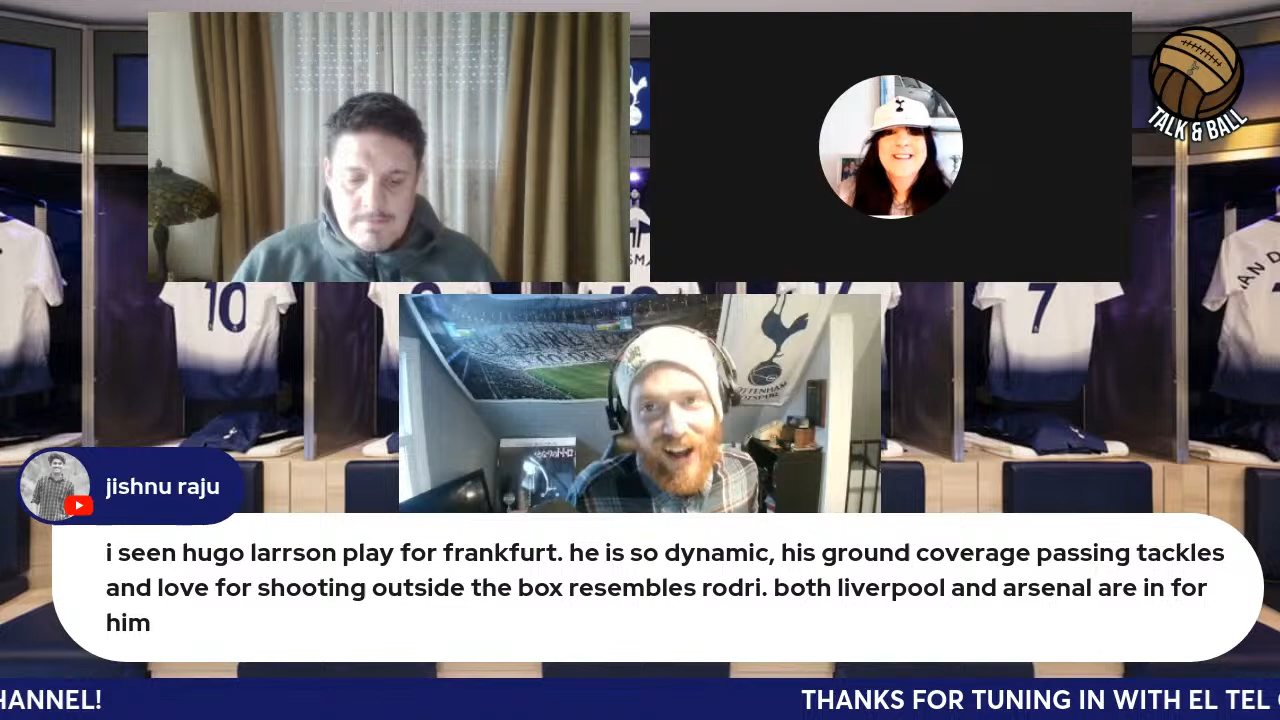 TALK & BALL
10
7
TOTTENHAM
HOTSPUR
jishnu raju
i seen hugo larrson play for frankfurt. he is so dynamic, his ground coverage passing tackles
and love for shooting outside the box resembles rodri. both liverpool and arsenal are in for
him
HANNEL!
THANKS FOR TUNING IN WITH EL TEL